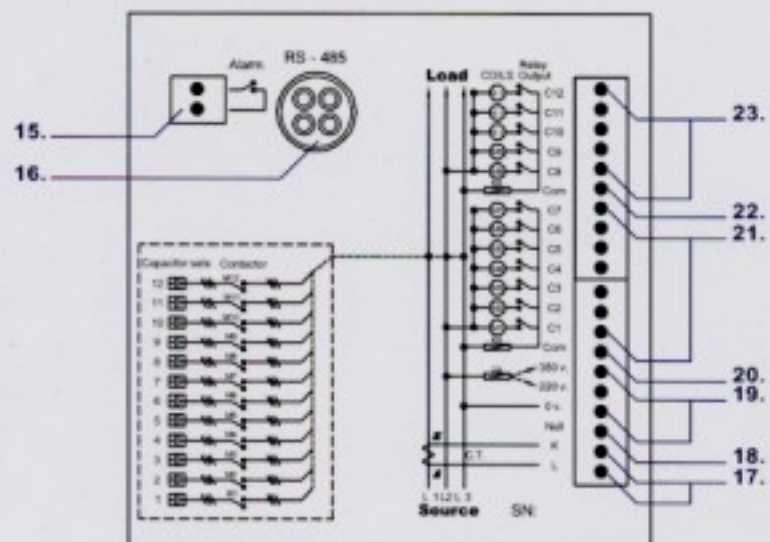 Alarm
RS - 485
Load
COILS
Relay
Output
C12
C11
C10
C9
C8
Com
C7
C6
C5
C4
C3
C2
C1
Com
380 v.
220 v.
0 v.
Null
K
C.T.
L
L 1 L2 L 3
Source
SN:
Capacitor sets
Contactor
12
11
10
9
8
7
6
5
4
3
2
1
15.
16.
23.
22.
21.
20.
19.
18.
17.